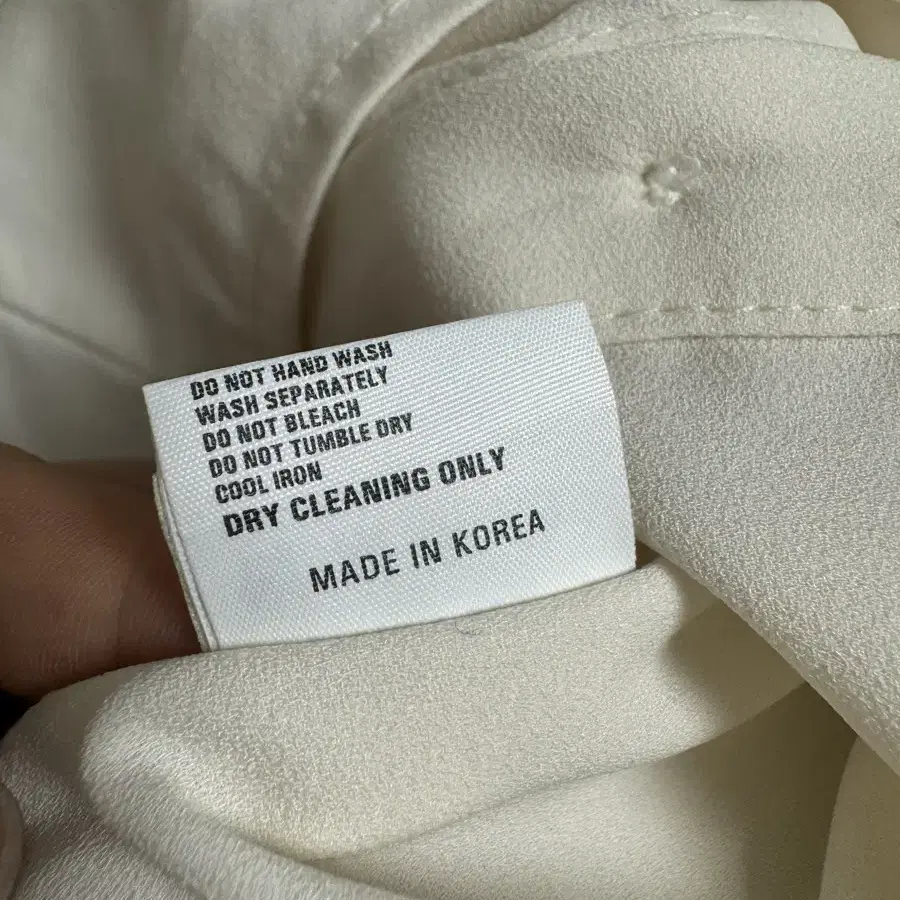 DO NOT HAND WASH
WASH SEPARATELY
DO NOT BLEACH
DO NOT TUMBLE DRY
COOL IRON
DRY CLEANING ONLY
MADE IN KOREA